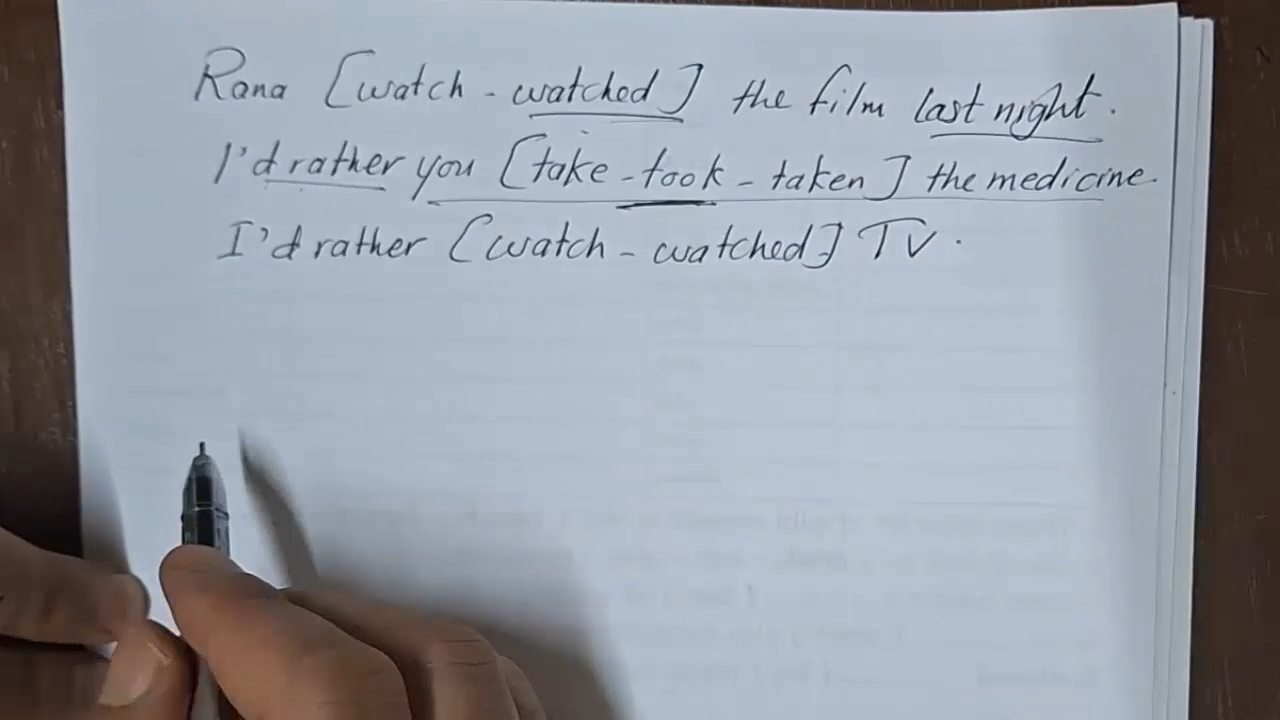 Rana [watch - watched] the film last night.
I'd rather you [take - took - taken] the medicine.
I'd rather [watch - watched] TV.